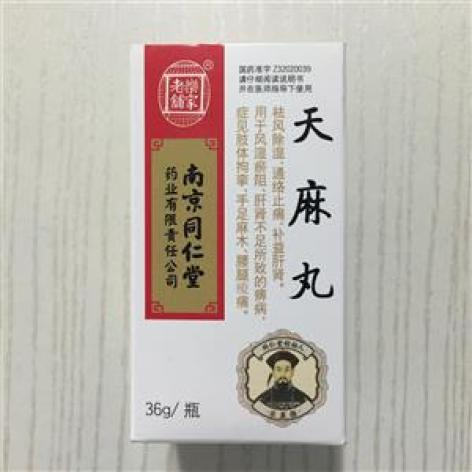 国药准字 Z32020039
请仔细阅读说明书
并在医师指导下使用
天麻丸
祛风除湿，通络止痛，补益肝肾。
用于风湿瘀阻、肝肾不足所致的痹病，
症见肢体拘挛、手足麻木、腰腿酸痛。
樂家
老舖
南京同仁堂
药业有限责任公司
36g/瓶